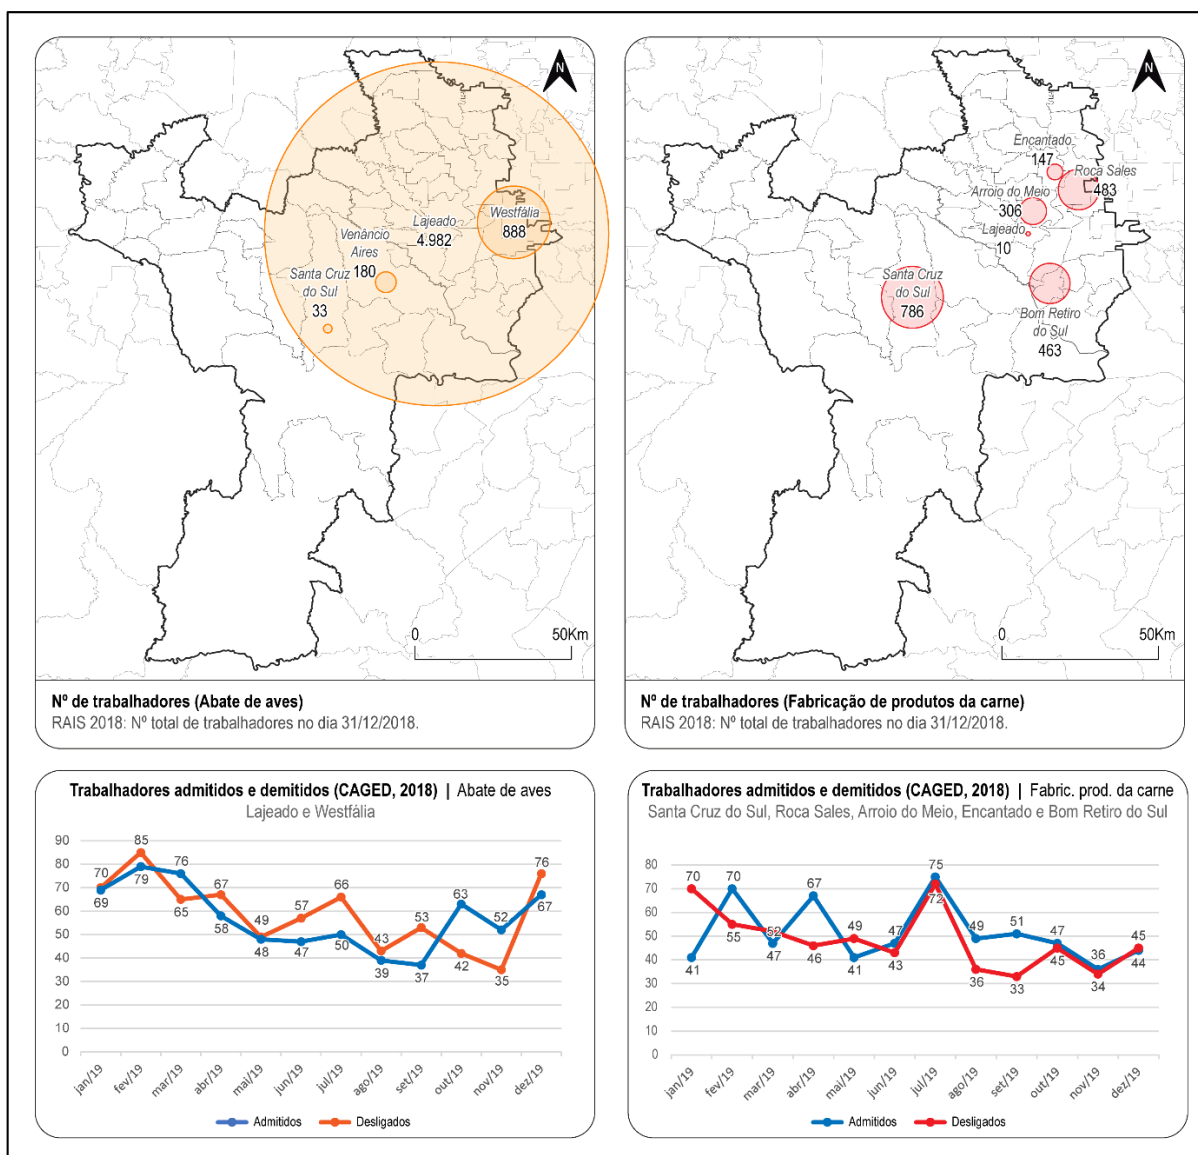 N
Westfália
888
Lajeado
4.982
Venâncio
Aires
180
Santa Cruz
do Sul
33
0 50Km
Nº de trabalhadores (Abate de aves)
RAIS 2018: Nº total de trabalhadores no dia 31/12/2018.
N
Encantado
147
Roca Sales
483
Arroio do Meio
306
Lajeado
10
Santa Cruz
do Sul
786
Bom Retiro
do Sul
463
0 50Km
Nº de trabalhadores (Fabricação de produtos da carne)
RAIS 2018: Nº total de trabalhadores no dia 31/12/2018.
Trabalhadores admitidos e demitidos (CAGED, 2018) | Abate de aves
Lajeado e Westfália
90
80
70
60
50
40
30
20
10
0
70 85 76 67 49 57 66 43 53 63 52 76
69 79 65 58 48 47 50 39 37 42 35 67
jan/19 fev/19 mar/19 abr/19 mai/19 jun/19 jul/19 ago/19 set/19 out/19 nov/19 dez/19
Admitidos Desligados
Trabalhadores admitidos e demitidos (CAGED, 2018) | Fabric. prod. da carne
Santa Cruz do Sul, Roca Sales, Arroio do Meio, Encantado e Bom Retiro do Sul
80
70
60
50
40
30
20
10
0
70 70 52 67 49 47 75 49 51 47 36 45
41 55 47 46 41 43 72 36 33 45 34 44
jan/19 fev/19 mar/19 abr/19 mai/19 jun/19 jul/19 ago/19 set/19 out/19 nov/19 dez/19
Admitidos Desligados